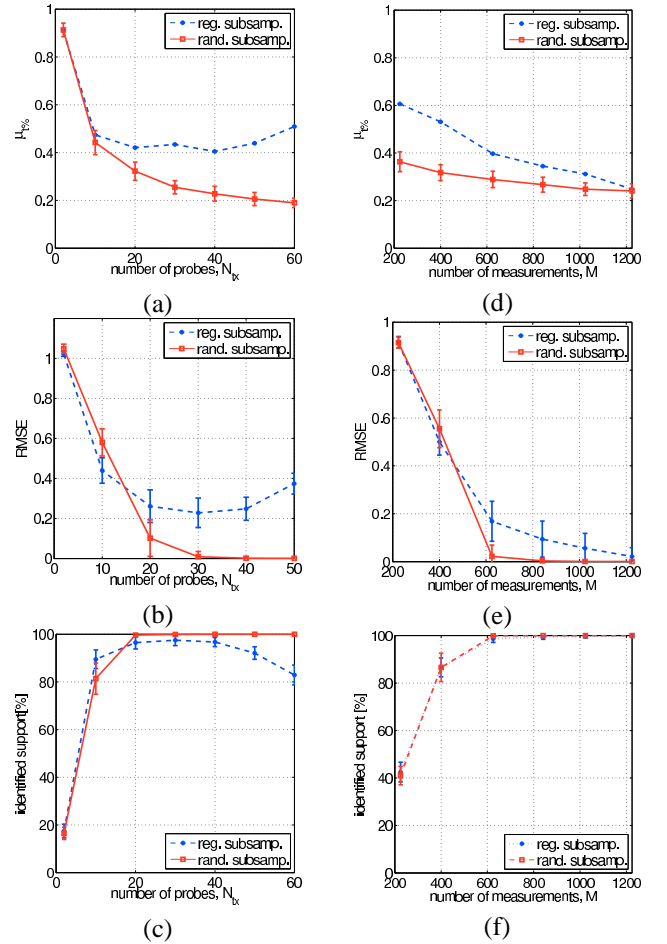 reg. subsamp.
rand. subsamp.
1
0.8
0.6
0.4
0.2
0
μt%
0 20 40 60
number of probes, Ntx
(a)
reg. subsamp.
rand. subsamp.
1
0.8
0.6
0.4
0.2
0
μt%
200 400 600 800 1000 1200
number of measurements, M
(d)
reg. subsamp.
rand. subsamp.
1
0.8
0.6
0.4
0.2
0
RMSE
0 10 20 30 40 50
number of probes, Ntx
(b)
reg. subsamp.
rand. subsamp.
1
0.8
0.6
0.4
0.2
0
RMSE
200 400 600 800 1000 1200
number of measurements, M
(e)
100
80
60
40
20
0
identified support[%]
reg. subsamp.
rand. subsamp.
0 20 40 60
number of probes, Ntx
(c)
100
80
60
40
20
0
identified support [%]
reg. subsamp.
rand. subsamp.
200 400 600 800 1000 1200
number of measurements, M
(f)